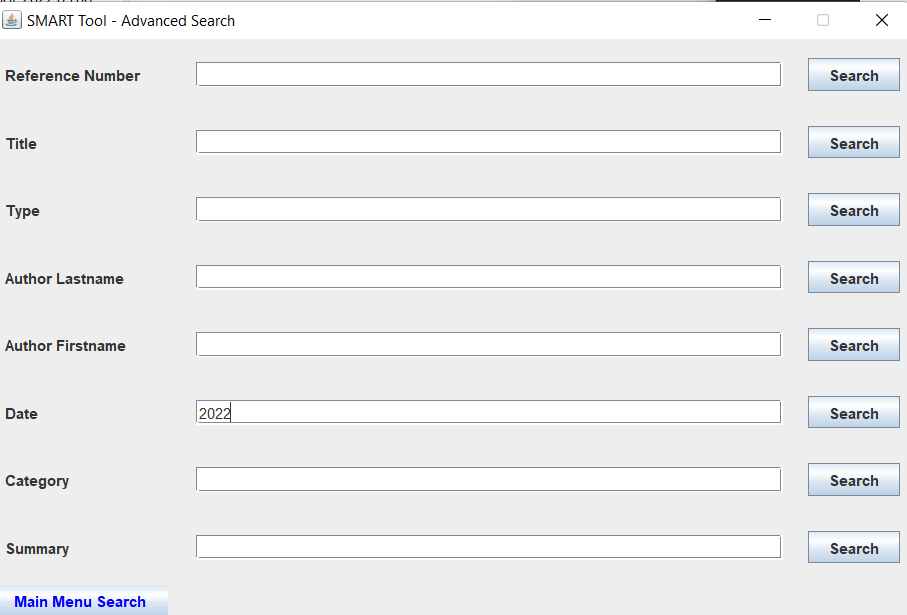 SMART Tool - Advanced Search
Reference Number Search
Title Search
Type Search
Author Lastname Search
Author Firstname Search
Date 2022 Search
Category Search
Summary Search
Main Menu Search